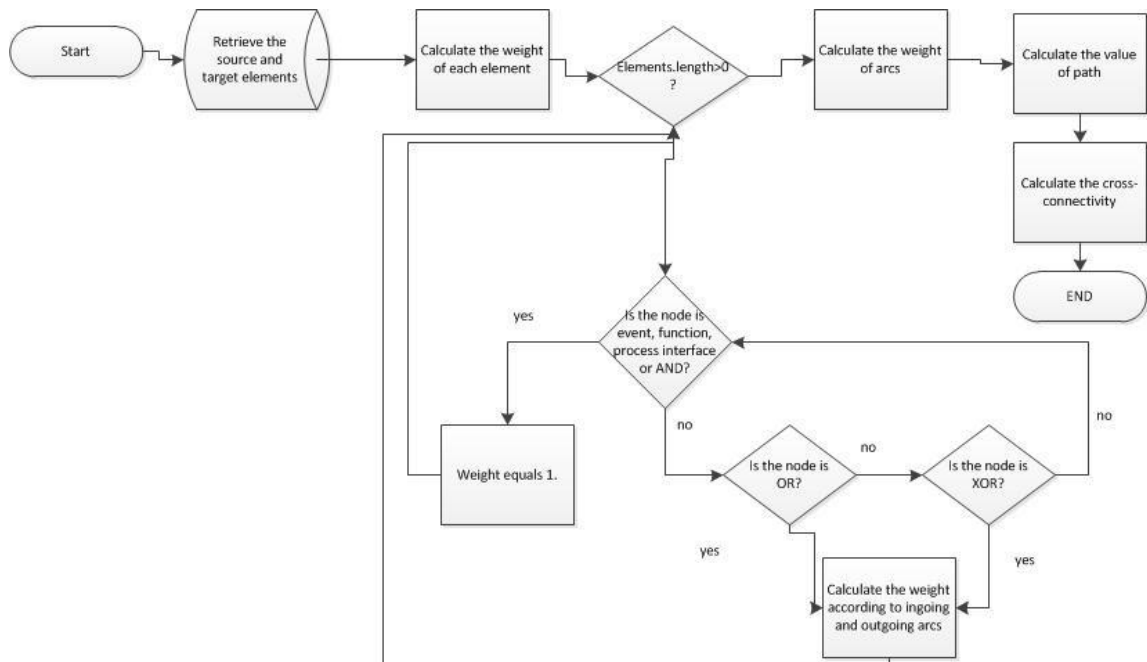 Start
Retrieve the
source and
target elements
Calculate the weight
of each element
Elements.length>0
?
Calculate the weight
of arcs
Calculate the value
of path
Calculate the cross-
connectivity
END
yes
Is the node is
event, function,
process interface
or AND?
no
Weight equals 1.
Is the node is
OR?
no
Is the node is
XOR?
no
yes
yes
Calculate the weight
according to ingoing
and outgoing arcs